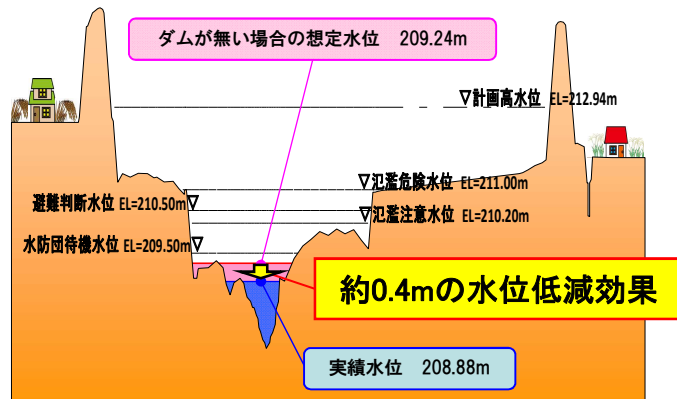 ダムが無い場合の想定水位 209.24m
▽計画高水位 EL=212.94m
▽氾濫危険水位 EL=211.00m
避難判断水位 EL=210.50m▽
▽氾濫注意水位 EL=210.20m
水防団待機水位 EL=209.50m▽
約0.4mの水位低減効果
実績水位 208.88m